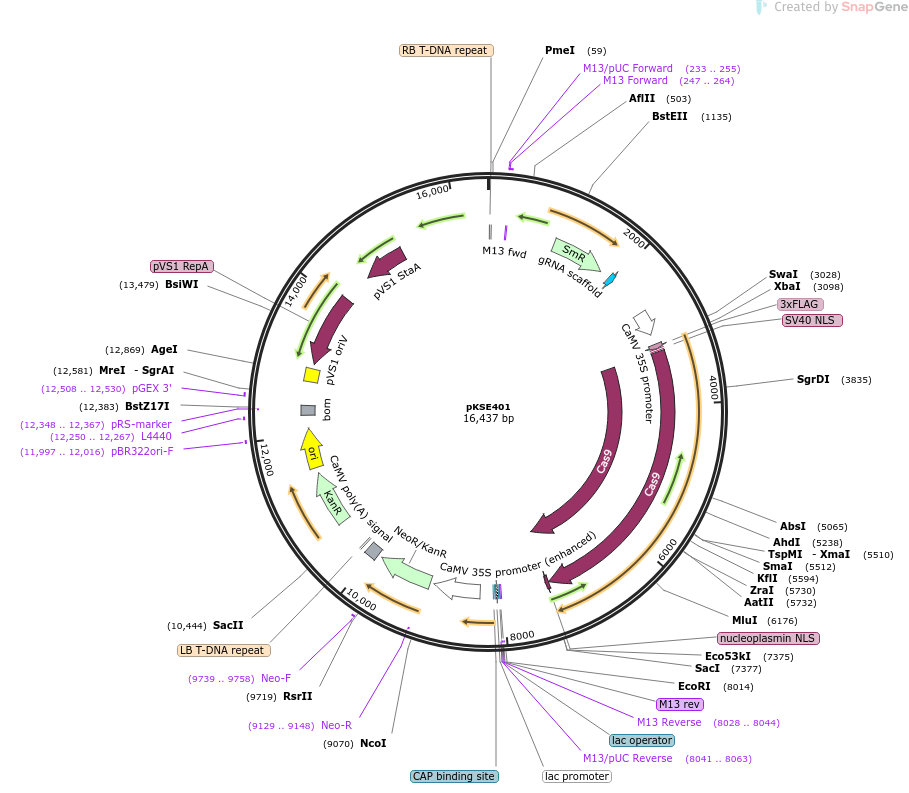 Created by SnapGene
RB T-DNA repeat
PmeI (59)
M13/pUC Forward (233 .. 255)
M13 Forward (247 .. 264)
AflII (503)
BstEII (1135)
16,000
2000
M13 fwd
SmR
gRNA scaffold
pVS1 StaA
pVS1 RepA
(13,479) BsiWI
14,000
SwaI (3028)
XbaI (3098)
3xFLAG
SV40 NLS
CaMV 35S promoter
pVS1 oriV
(12,869) AgeI
(12,581) MreI - SgrAI
(12,508 .. 12,530) pGEX 3'
(12,383) BstZ17I
(12,348 .. 12,367) pRS-marker
(12,250 .. 12,267) L4440
(11,997 .. 12,016) pBR322ori-F
SgrDI (3835)
4000
bom
pKSE401
16,437 bp
12,000
ori
Cas9
Cas9
KanR
CaMV poly(A) signal
NeoR/KanR
CaMV 35S promoter (enhanced)
AbsI (5065)
AhdI (5238)
TspMI - XmaI (5510)
SmaI (5512)
KflI (5594)
ZraI (5730)
AatII (5732)
MluI (6176)
6000
10,000
8000
nucleoplasmin NLS
Eco53kI (7375)
SacI (7377)
EcoRI (8014)
M13 rev
M13 Reverse (8028 .. 8044)
lac operator
M13/pUC Reverse (8041 .. 8063)
lac promoter
CAP binding site
(10,444) SacII
LB T-DNA repeat
(9739 .. 9758) Neo-F
(9719) RsrII
(9129 .. 9148) Neo-R
(9070) NcoI